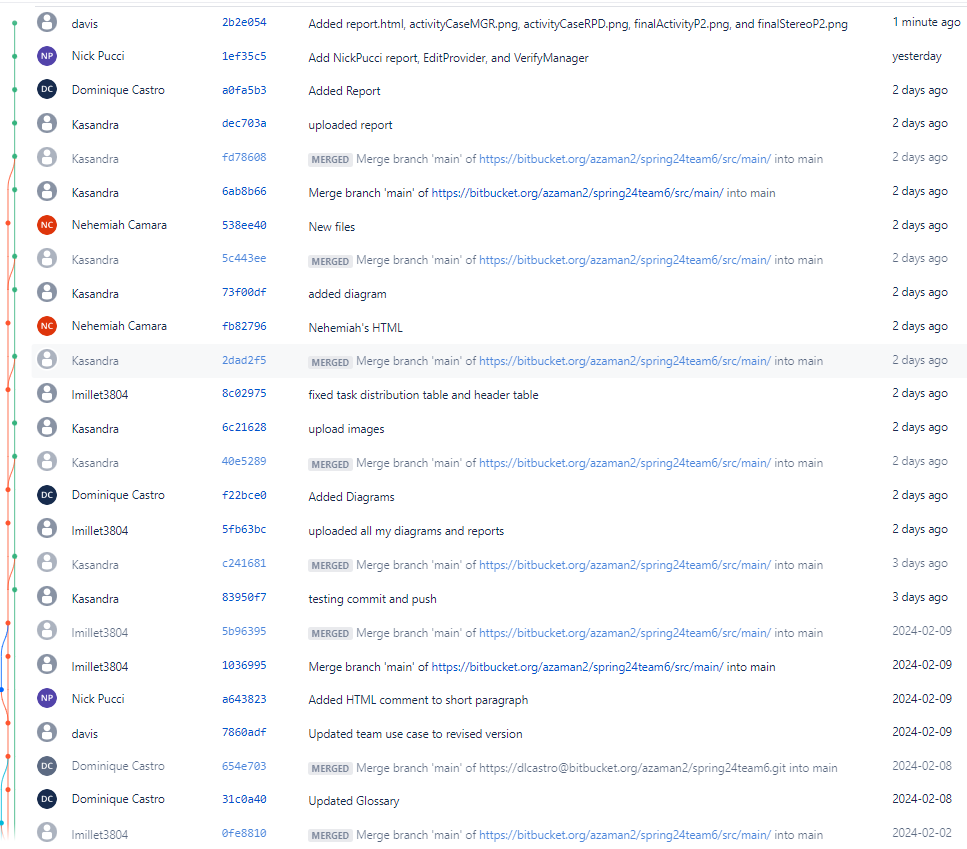 davis 2b2e054 Added report.html, activityCaseMGR.png, activityCaseRPD.png, finalActivityP2.png, and finalStereoP2.png 1 minute ago
NP Nick Pucci 1ef35c5 Add NickPucci report, EditProvider, and VerifyManager yesterday
DC Dominique Castro a0fa5b3 Added Report 2 days ago
Kasandra dec703a uploaded report 2 days ago
Kasandra fd78608 MERGED Merge branch 'main' of https://bitbucket.org/azaman2/spring24team6/src/main/ into main 2 days ago
Kasandra 6ab8b66 Merge branch 'main' of https://bitbucket.org/azaman2/spring24team6/src/main/ into main 2 days ago
NC Nehemiah Camara 538ee40 New files 2 days ago
Kasandra 5c443ee MERGED Merge branch 'main' of https://bitbucket.org/azaman2/spring24team6/src/main/ into main 2 days ago
Kasandra 73f00df added diagram 2 days ago
NC Nehemiah Camara fb82796 Nehemiah's HTML 2 days ago
Kasandra 2dad2f5 MERGED Merge branch 'main' of https://bitbucket.org/azaman2/spring24team6/src/main/ into main 2 days ago
lmillet3804 8c02975 fixed task distribution table and header table 2 days ago
Kasandra 6c21628 upload images 2 days ago
Kasandra 40e5289 MERGED Merge branch 'main' of https://bitbucket.org/azaman2/spring24team6/src/main/ into main 2 days ago
DC Dominique Castro f22bce0 Added Diagrams 2 days ago
lmillet3804 5fb63bc uploaded all my diagrams and reports 2 days ago
Kasandra c241681 MERGED Merge branch 'main' of https://bitbucket.org/azaman2/spring24team6/src/main/ into main 3 days ago
Kasandra 83950f7 testing commit and push 3 days ago
lmillet3804 5b96395 MERGED Merge branch 'main' of https://bitbucket.org/azaman2/spring24team6/src/main/ into main 2024-02-09
lmillet3804 1036995 Merge branch 'main' of https://bitbucket.org/azaman2/spring24team6/src/main/ into main 2024-02-09
NP Nick Pucci a643823 Added HTML comment to short paragraph 2024-02-09
davis 7860adf Updated team use case to revised version 2024-02-09
DC Dominique Castro 654e703 MERGED Merge branch 'main' of https://dlcastro@bitbucket.org/azaman2/spring24team6.git into main 2024-02-08
DC Dominique Castro 31c0a40 Updated Glossary 2024-02-08
lmillet3804 0fe8810 MERGED Merge branch 'main' of https://bitbucket.org/azaman2/spring24team6/src/main/ into main 2024-02-02